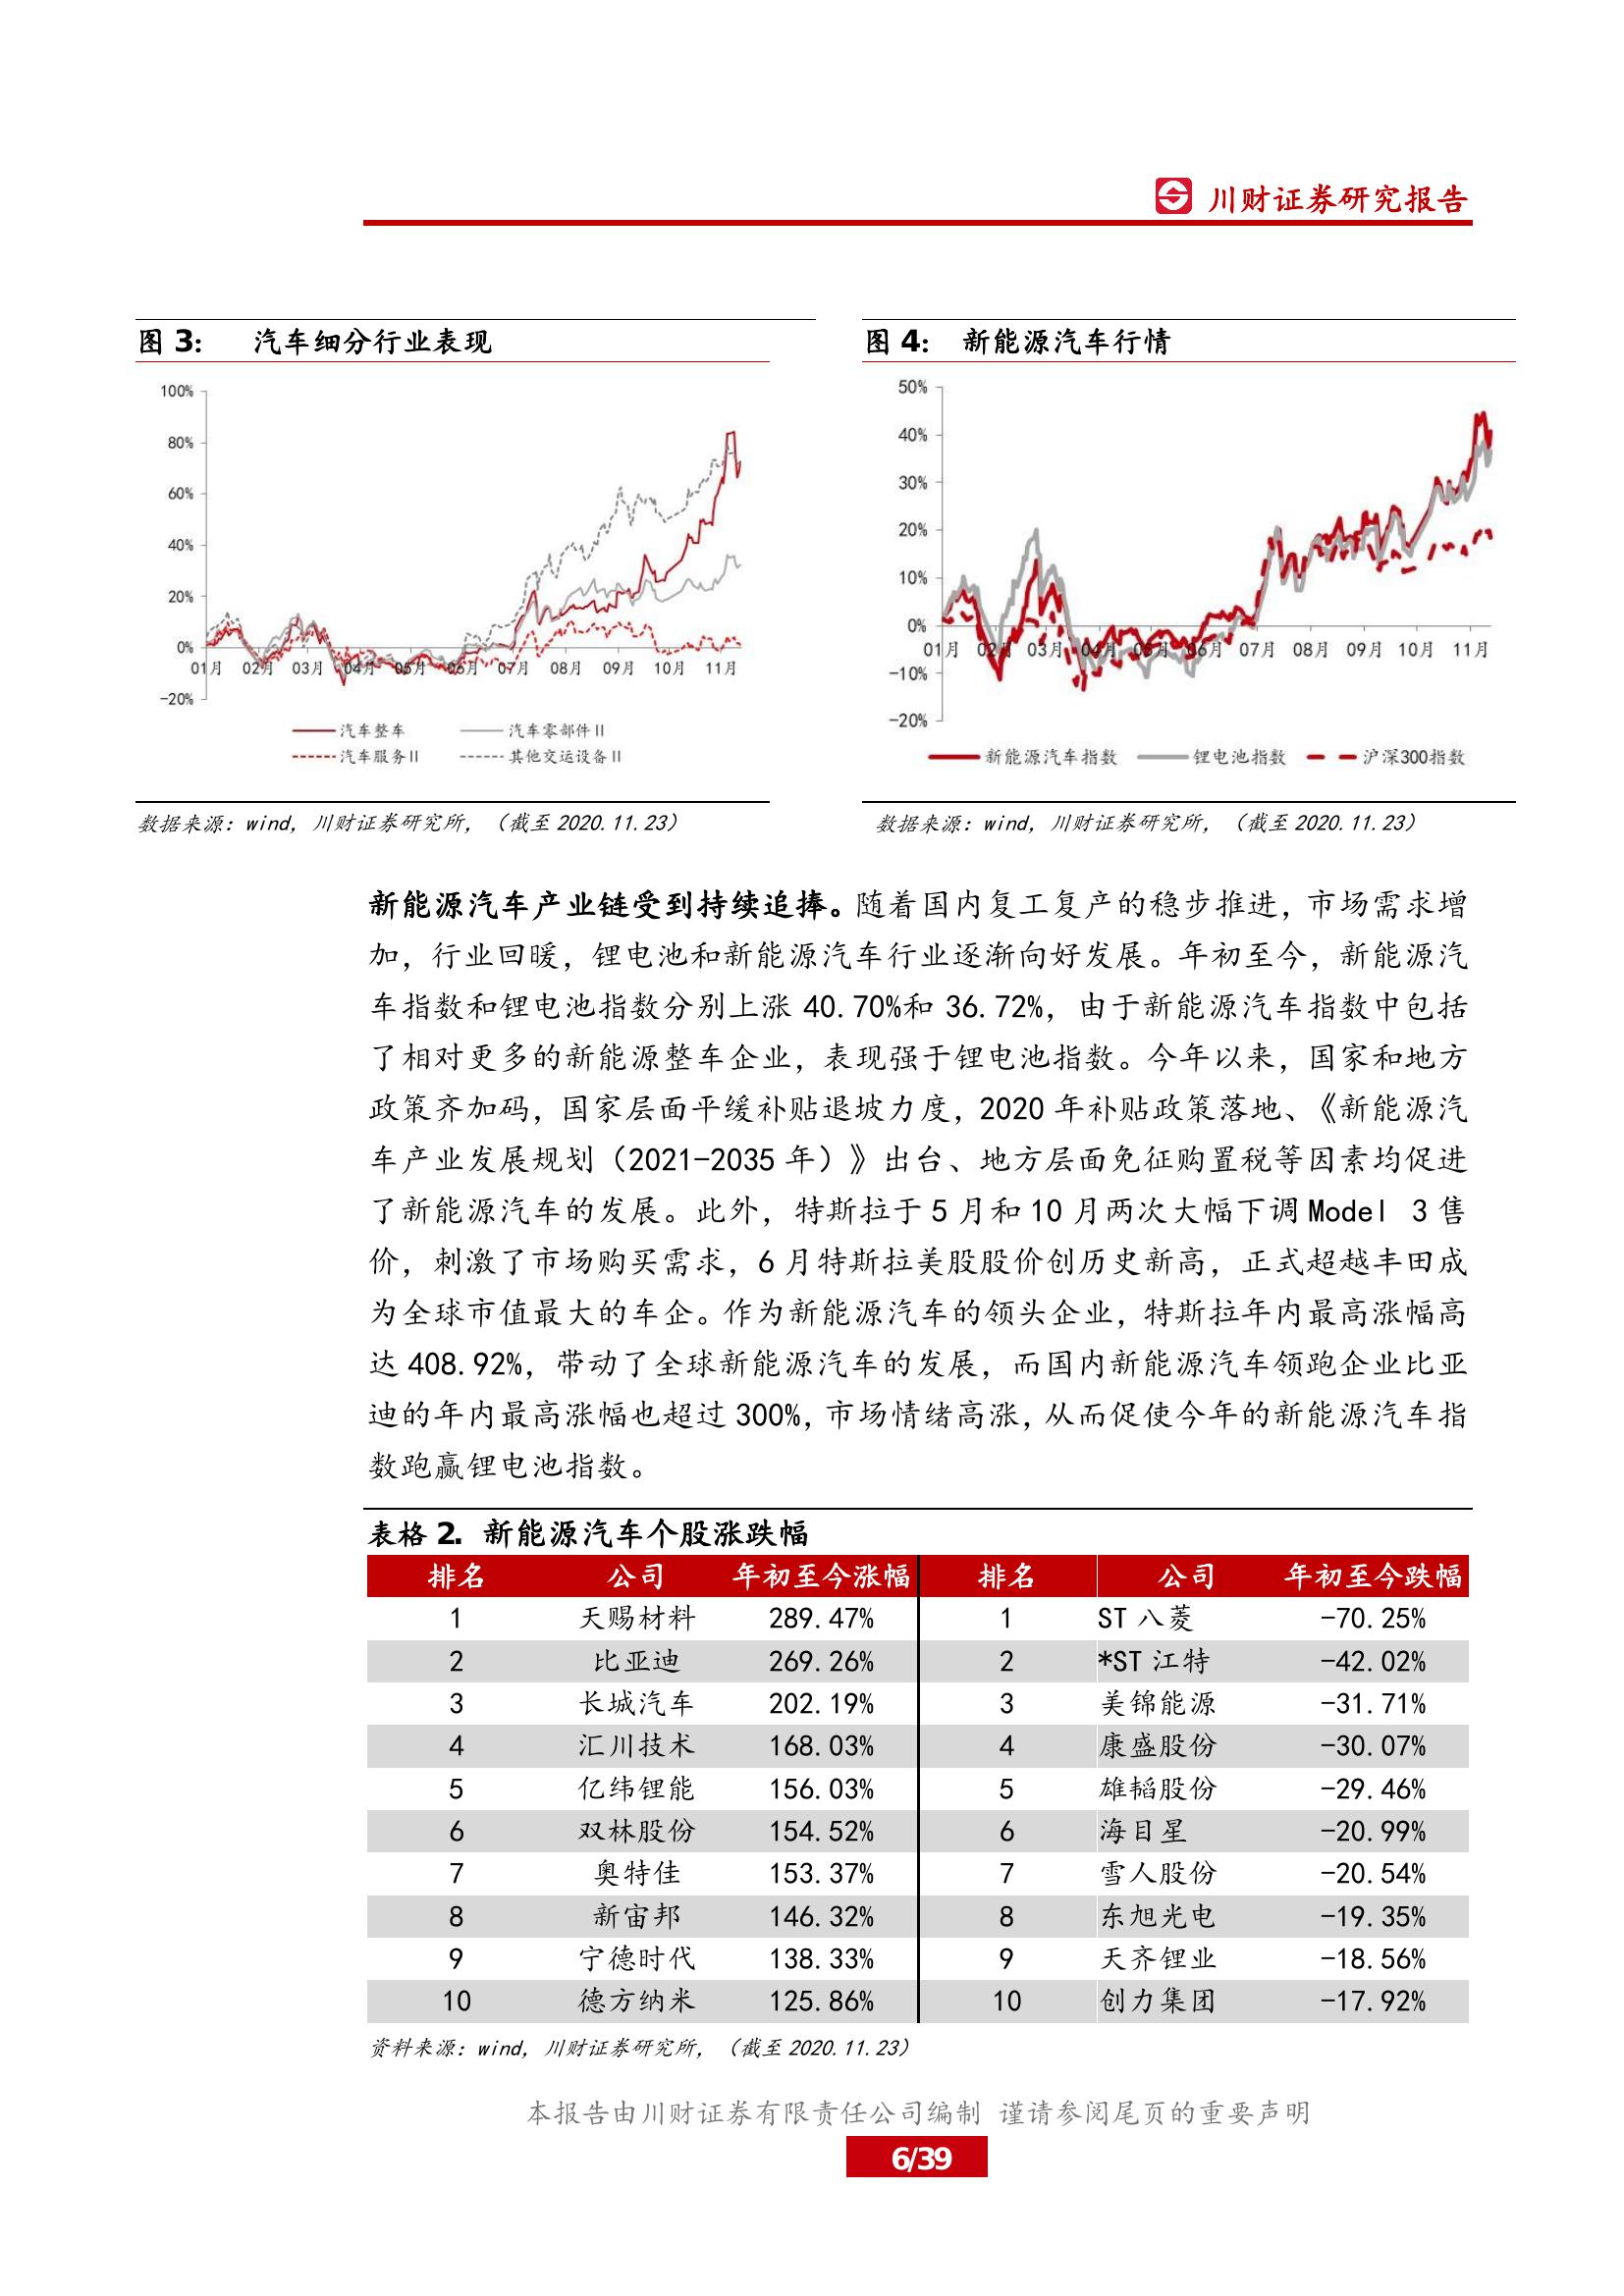 川财证券研究报告
图 3： 汽车细分行业表现
100%
80%
60%
40%
20%
0%
-20%
01月 02月 03月 04月 05月 06月 07月 08月 09月 10月 11月
汽车整车 汽车零部件Ⅱ
汽车服务Ⅱ 其他交运设备Ⅱ
数据来源：wind，川财证券研究所，（截至 2020.11.23）
图 4： 新能源汽车行情
50%
40%
30%
20%
10%
0%
-10%
-20%
01月 02月 03月 04月 05月 06月 07月 08月 09月 10月 11月
新能源汽车指数 锂电池指数 沪深300指数
数据来源：wind，川财证券研究所，（截至 2020.11.23）
新能源汽车产业链受到持续追捧。随着国内复工复产的稳步推进，市场需求增
加，行业回暖，锂电池和新能源汽车行业逐渐向好发展。年初至今，新能源汽
车指数和锂电池指数分别上涨 40.70%和 36.72%，由于新能源汽车指数中包括
了相对更多的新能源整车企业，表现强于锂电池指数。今年以来，国家和地方
政策齐加码，国家层面平缓补贴退坡力度，2020 年补贴政策落地、《新能源汽
车产业发展规划（2021-2035 年）》出台、地方层面免征购置税等因素均促进
了新能源汽车的发展。此外，特斯拉于 5 月和 10 月两次大幅下调 Model 3 售
价，刺激了市场购买需求，6 月特斯拉美股股价创历史新高，正式超越丰田成
为全球市值最大的车企。作为新能源汽车的领头企业，特斯拉年内最高涨幅高
达 408.92%，带动了全球新能源汽车的发展，而国内新能源汽车领跑企业比亚
迪的年内最高涨幅也超过 300%，市场情绪高涨，从而促使今年的新能源汽车指
数跑赢锂电池指数。
表格 2. 新能源汽车个股涨跌幅
排名 公司 年初至今涨幅 排名 公司 年初至今跌幅
1 天赐材料 289.47% 1 ST 八菱 -70.25%
2 比亚迪 269.26% 2 *ST 江特 -42.02%
3 长城汽车 202.19% 3 美锦能源 -31.71%
4 汇川技术 168.03% 4 康盛股份 -30.07%
5 亿纬锂能 156.03% 5 雄韬股份 -29.46%
6 双林股份 154.52% 6 海目星 -20.99%
7 奥特佳 153.37% 7 雪人股份 -20.54%
8 新宙邦 146.32% 8 东旭光电 -19.35%
9 宁德时代 138.33% 9 天齐锂业 -18.56%
10 德方纳米 125.86% 10 创力集团 -17.92%
资料来源：wind，川财证券研究所，（截至 2020.11.23）
本报告由川财证券有限责任公司编制 谨请参阅尾页的重要声明
6/39